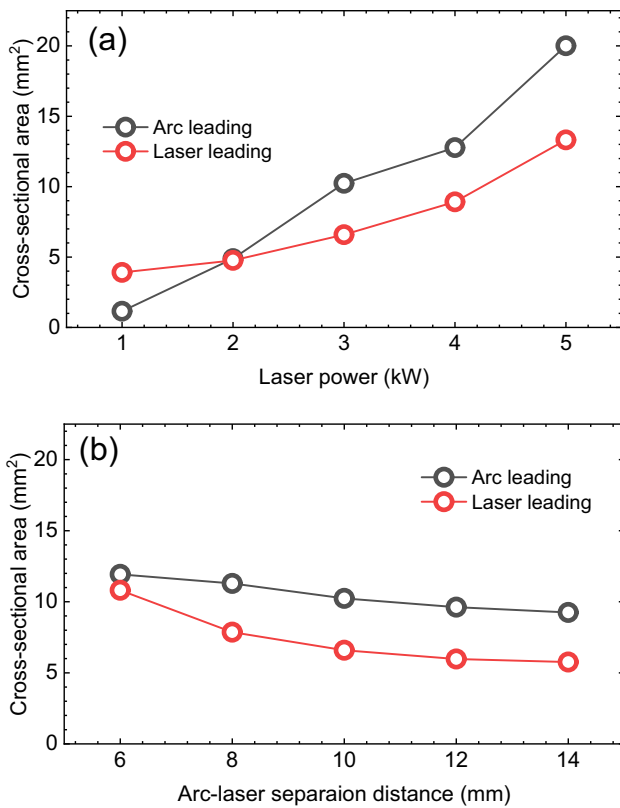 (a)
Cross-sectional area (mm²)
20
15
10
5
0
Arc leading
Laser leading
1 2 3 4 5
Laser power (kW)
(b)
Cross-sectional area (mm²)
20
15
10
5
0
Arc leading
Laser leading
6 8 10 12 14
Arc-laser separaion distance (mm)